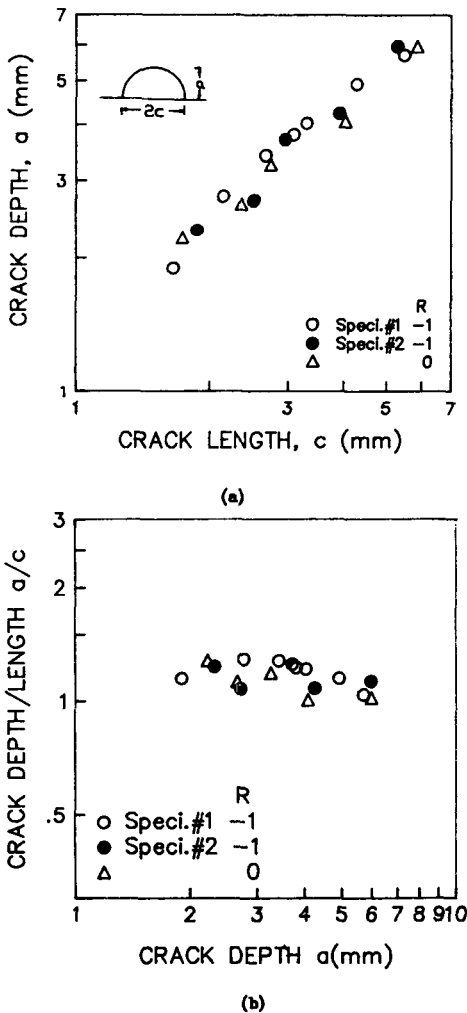 7
5
3
1
CRACK DEPTH, a (mm)
a
2c
R
Speci.#1 -1
Speci.#2 -1
0
1
3
5
7
CRACK LENGTH, c (mm)
(a)
3
2
1
.5
CRACK DEPTH/LENGTH a/c
R
Speci.#1 -1
Speci.#2 -1
0
1
2
3
4
5
6
7
8
9
10
CRACK DEPTH a(mm)
(b)